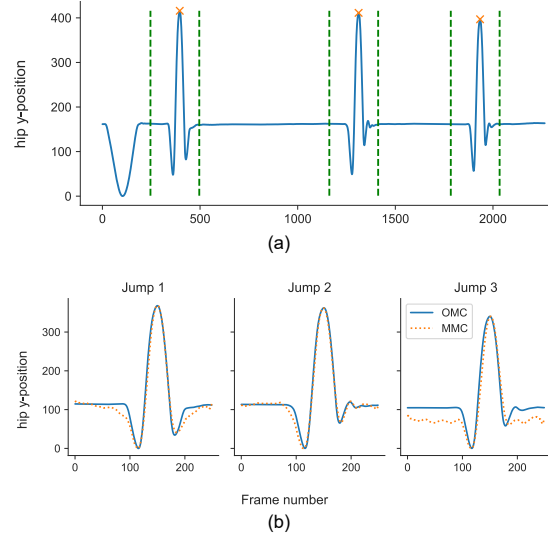 400
300
200
100
0
hip y-position
0 500 1000 1500 2000
(a)
Jump 1 Jump 2 Jump 3
OMC
MMC
300
200
100
0
hip y-position
0 100 200 0 100 200 0 100 200
Frame number
(b)